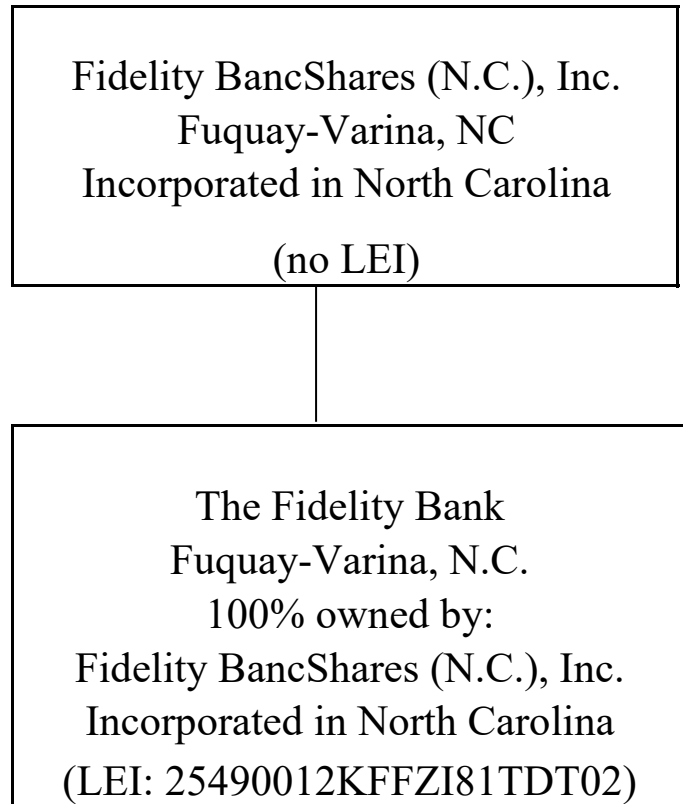 Fidelity BancShares (N.C.), Inc.
Fuquay-Varina, NC
Incorporated in North Carolina
(no LEI)
The Fidelity Bank
Fuquay-Varina, N.C.
100% owned by:
Fidelity BancShares (N.C.), Inc.
Incorporated in North Carolina
(LEI: 25490012KFFZI81TDT02)